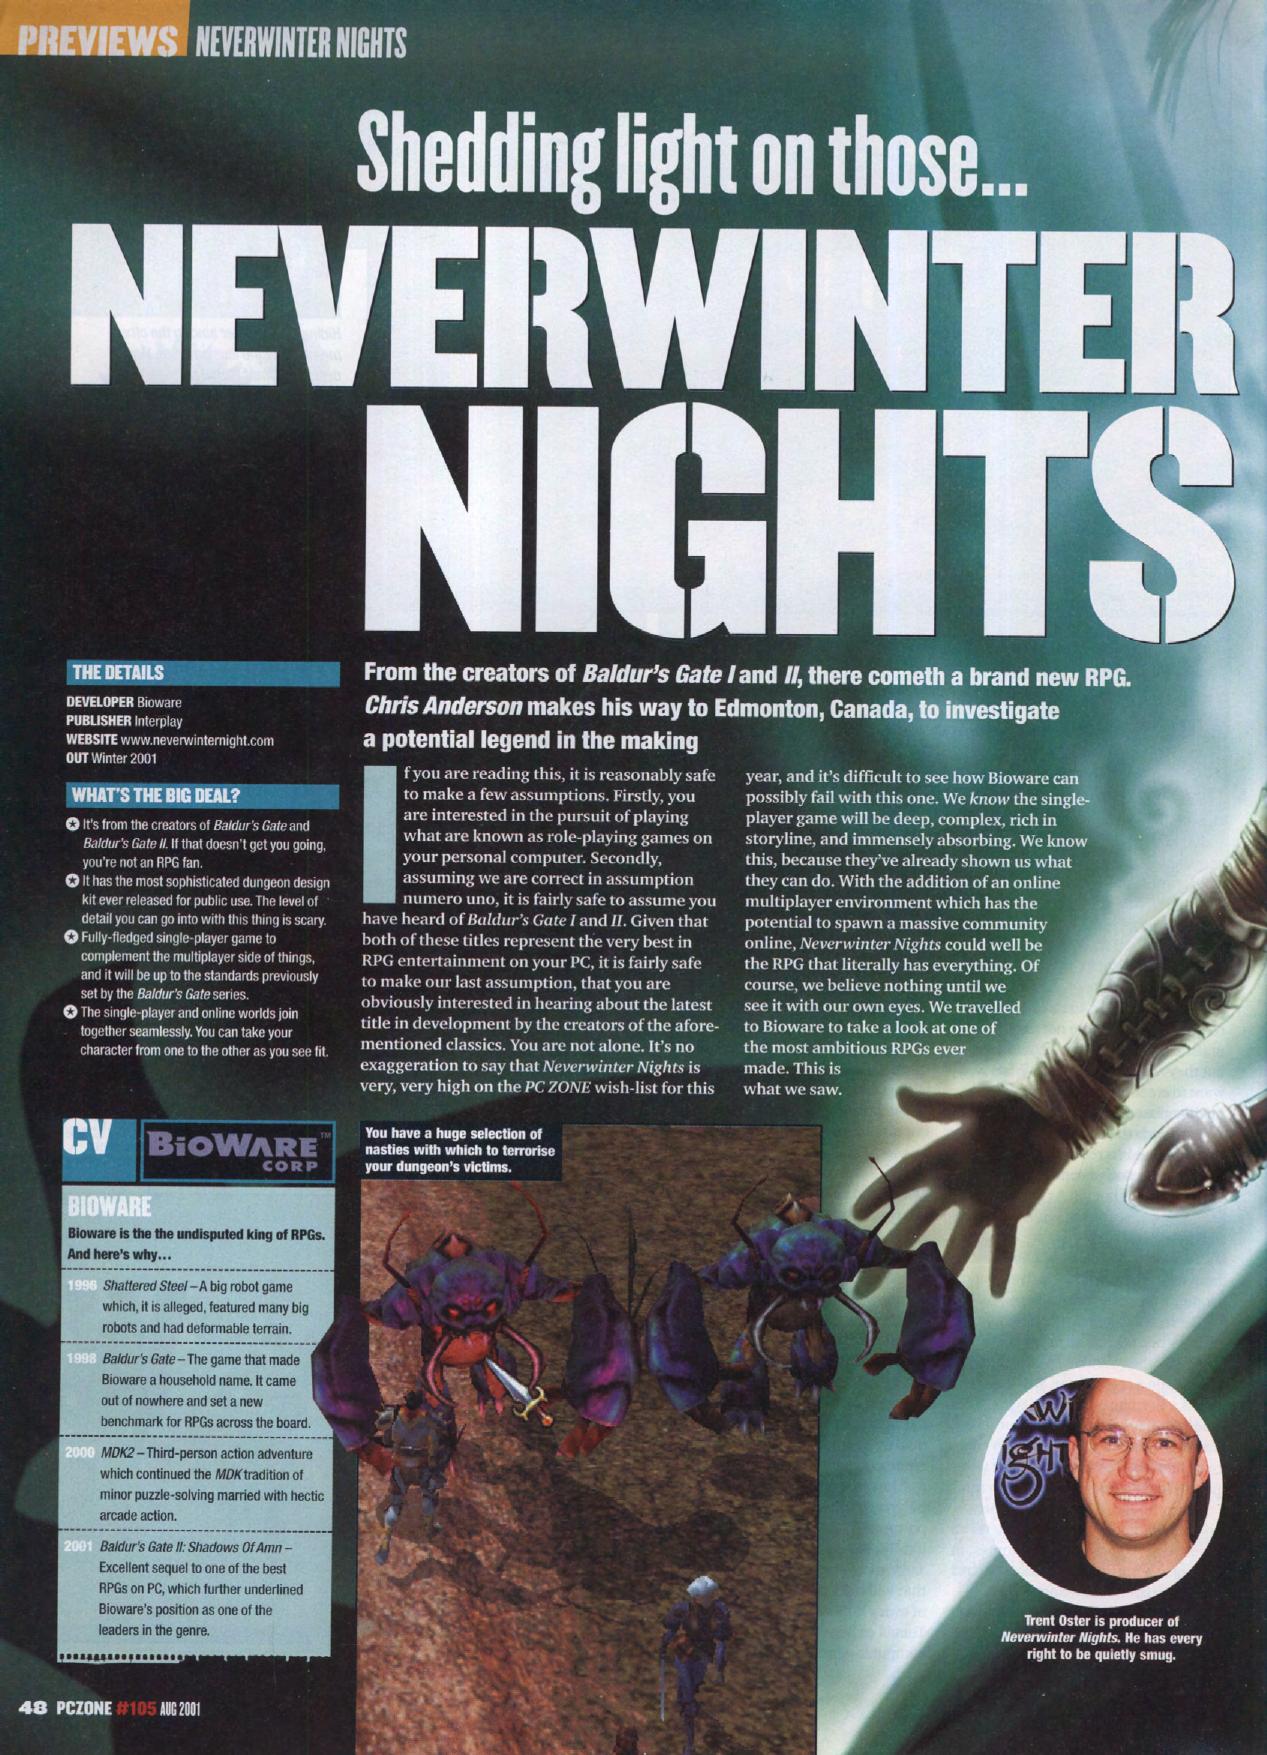 PREVIEWS NEVERWINTER NIGHTS
Shedding light on those...
NEVERWINTER
NIGHTS
THE DETAILS
DEVELOPER Bioware
PUBLISHER Interplay
WEBSITE www.neverwinternight.com
OUT Winter 2001
WHAT'S THE BIG DEAL?
It's from the creators of Baldur's Gate and
Baldur's Gate II. If that doesn't get you going,
you're not an RPG fan.
It has the most sophisticated dungeon design
kit ever released for public use. The level of
detail you can go into with this thing is scary.
Fully-fledged single-player game to
complement the multiplayer side of things,
and it will be up to the standards previously
set by the Baldur's Gate series.
The single-player and online worlds join
together seamlessly. You can take your
character from one to the other as you see fit.
From the creators of Baldur's Gate I and II, there cometh a brand new RPG.
Chris Anderson makes his way to Edmonton, Canada, to investigate
a potential legend in the making
If you are reading this, it is reasonably safe
to make a few assumptions. Firstly, you
are interested in the pursuit of playing
what are known as role-playing games on
your personal computer. Secondly,
assuming we are correct in assumption
numero uno, it is fairly safe to assume you
have heard of Baldur's Gate I and II. Given that
both of these titles represent the very best in
RPG entertainment on your PC, it is fairly safe
to make our last assumption, that you are
obviously interested in hearing about the latest
title in development by the creators of the afore-
mentioned classics. You are not alone. It's no
exaggeration to say that Neverwinter Nights is
very, very high on the PC ZONE wish-list for this
year, and it's difficult to see how Bioware can
possibly fail with this one. We know the single-
player game will be deep, complex, rich in
storyline, and immensely absorbing. We know
this, because they've already shown us what
they can do. With the addition of an online
multiplayer environment which has the
potential to spawn a massive community
online, Neverwinter Nights could well be
the RPG that literally has everything. Of
course, we believe nothing until we
see it with our own eyes. We travelled
to Bioware to take a look at one of
the most ambitious RPGs ever
made. This is
what we saw.
CV BIOWARE™
CORP
BIOWARE
Bioware is the the undisputed king of RPGs.
And here's why...
1996 Shattered Steel – A big robot game
which, it is alleged, featured many big
robots and had deformable terrain.
1998 Baldur's Gate – The game that made
Bioware a household name. It came
out of nowhere and set a new
benchmark for RPGs across the board.
2000 MDK2 – Third-person action adventure
which continued the MDK tradition of
minor puzzle-solving married with hectic
arcade action.
2001 Baldur's Gate II: Shadows Of Amn –
Excellent sequel to one of the best
RPGs on PC, which further underlined
Bioware's position as one of the
leaders in the genre.
You have a huge selection of
nasties with which to terrorise
your dungeon's victims.
Trent Oster is producer of
Neverwinter Nights. He has every
right to be quietly smug.
48 PCZONE #105 AUG 2001